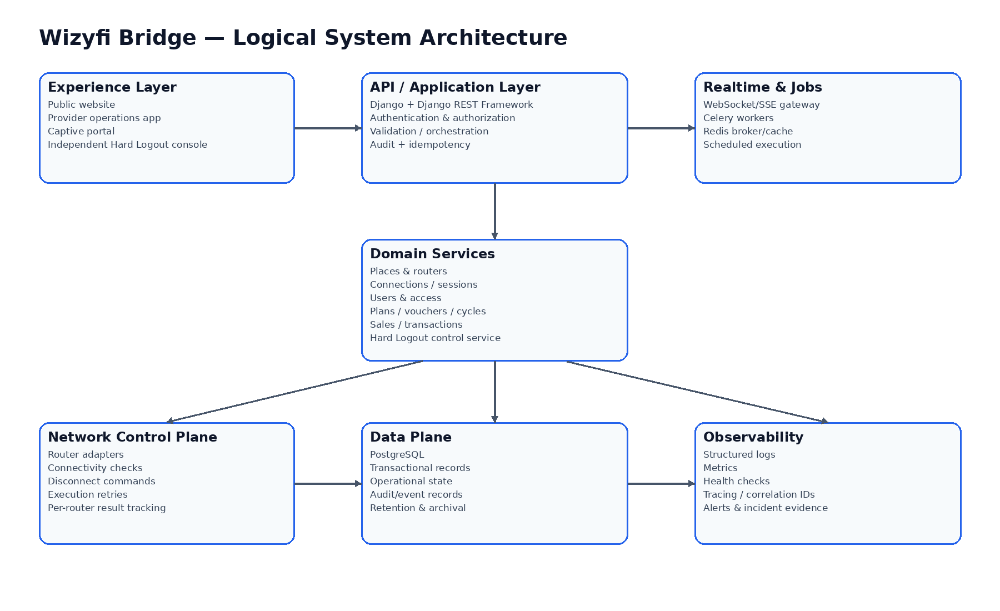 Wizyfi Bridge — Logical System Architecture
Experience Layer
Public website
Provider operations app
Captive portal
Independent Hard Logout console
API / Application Layer
Django + Django REST Framework
Authentication & authorization
Validation / orchestration
Audit + idempotency
Realtime & Jobs
WebSocket/SSE gateway
Celery workers
Redis broker/cache
Scheduled execution
Domain Services
Places & routers
Connections / sessions
Users & access
Plans / vouchers / cycles
Sales / transactions
Hard Logout control service
Network Control Plane
Router adapters
Connectivity checks
Disconnect commands
Execution retries
Per-router result tracking
Data Plane
PostgreSQL
Transactional records
Operational state
Audit/event records
Retention & archival
Observability
Structured logs
Metrics
Health checks
Tracing / correlation IDs
Alerts & incident evidence